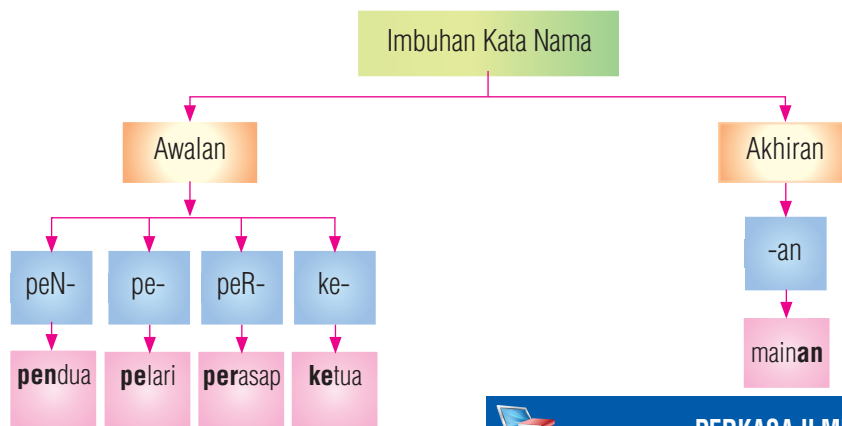 Imbuhan Kata Nama
Awalan
Akhiran
peN-
pe-
peR-
ke-
-an
pendua
pelari
perasap
ketua
mainan